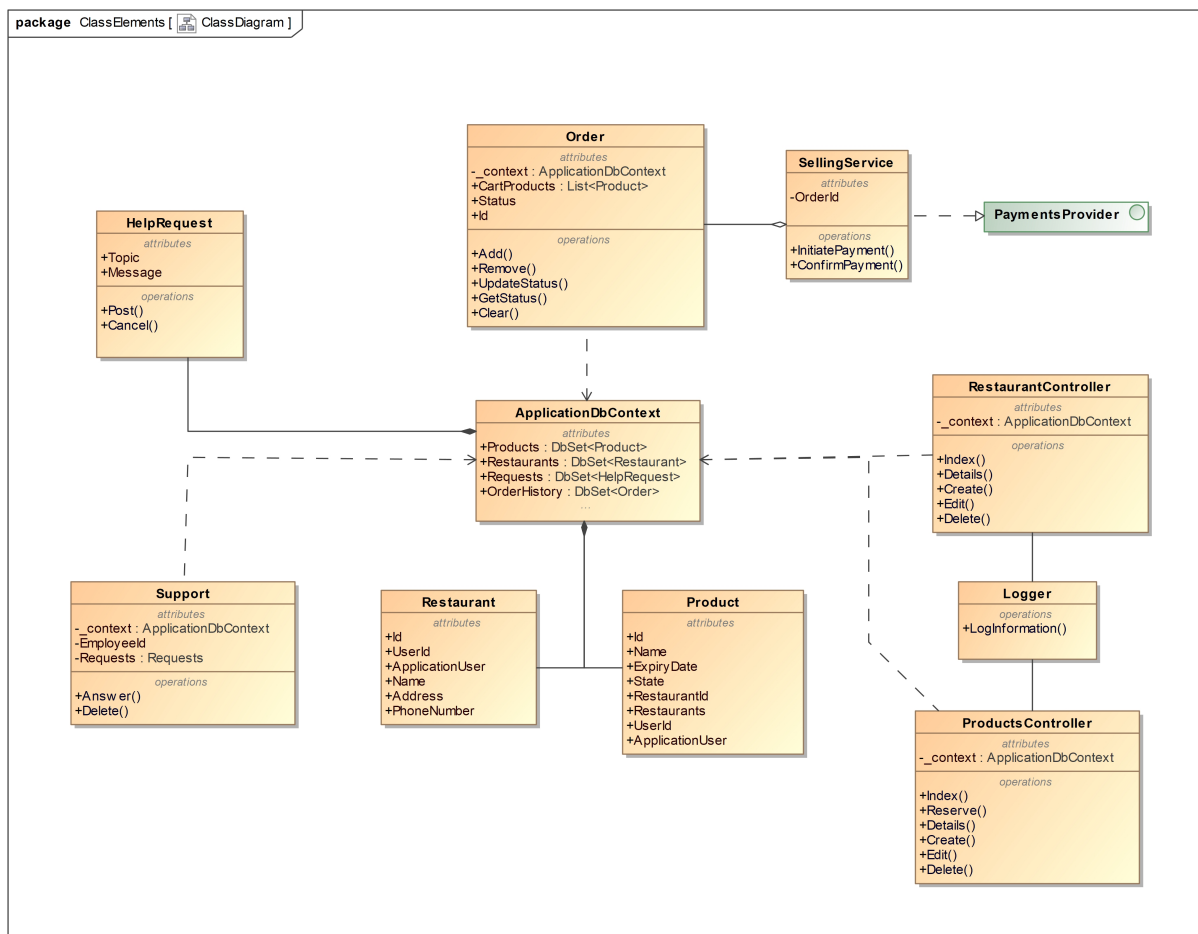 package ClassElements [ ClassDiagram ]
Order
attributes
-_context : ApplicationDbContext
+CartProducts : List<Product>
+Status
+Id
operations
+Add()
+Remove()
+UpdateStatus()
+GetStatus()
+Clear()
SellingService
attributes
-OrderId
operations
+InitiatePayment()
+ConfirmPayment()
PaymentsProvider
HelpRequest
attributes
+Topic
+Message
operations
+Post()
+Cancel()
ApplicationDbContext
attributes
+Products : DbSet<Product>
+Restaurants : DbSet<Restaurant>
+Requests : DbSet<HelpRequest>
+OrderHistory : DbSet<Order>
...
RestaurantController
attributes
-_context : ApplicationDbContext
operations
+Index()
+Details()
+Create()
+Edit()
+Delete()
Support
attributes
-_context : ApplicationDbContext
-EmployeeId
-Requests : Requests
operations
+Answer()
+Delete()
Restaurant
attributes
+Id
+UserId
+ApplicationUser
+Name
+Address
+PhoneNumber
Product
attributes
+Id
+Name
+ExpiryDate
+State
+RestaurantId
+Restaurants
+UserId
+ApplicationUser
Logger
operations
+LogInformation()
ProductsController
attributes
-_context : ApplicationDbContext
operations
+Index()
+Reserve()
+Details()
+Create()
+Edit()
+Delete()